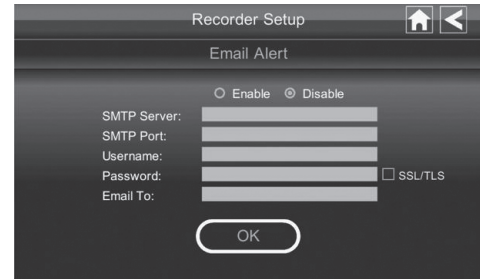 Recorder Setup
Email Alert
Enable Disable
SMTP Server:
SMTP Port:
Username:
Password: SSL/TLS
Email To:
OK